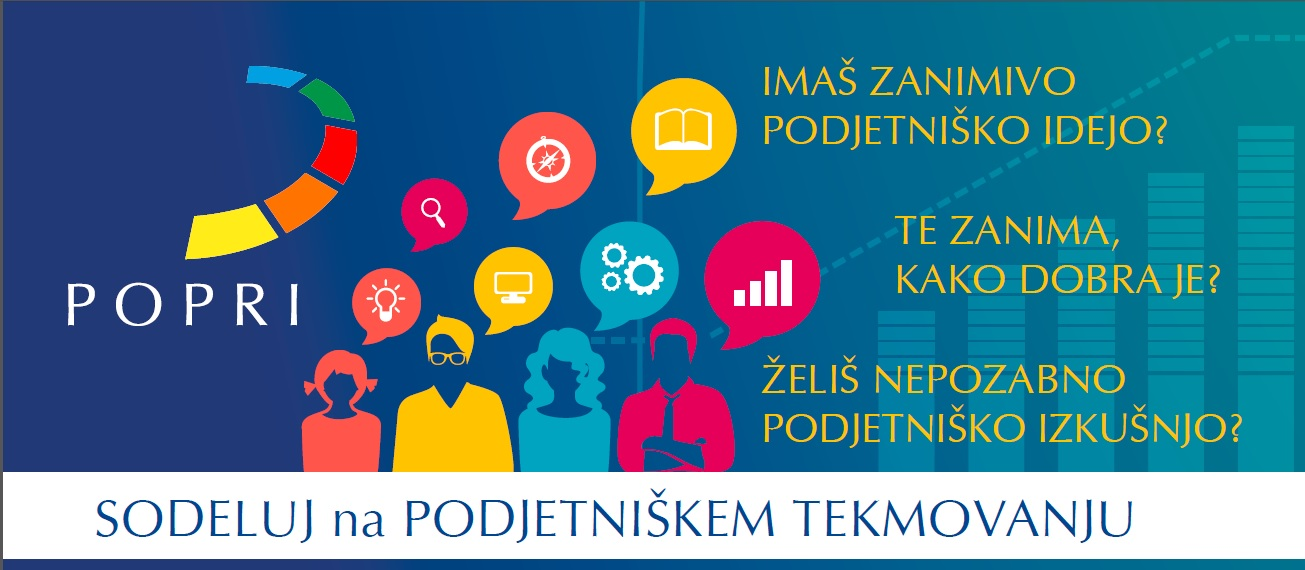 POPRI
IMAŠ ZANIMIVO
PODJETNIŠKO IDEJO?
TE ZANIMA,
KAKO DOBRA JE?
ŽELIŠ NEPOZABNO
PODJETNIŠKO IZKUŠNJO?
SODELUJ na PODJETNIŠKEM TEKMOVANJU